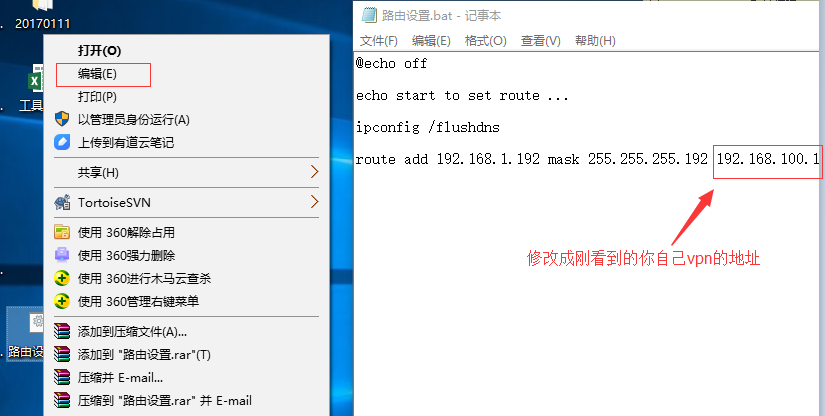 20170111
工具
路由设
打开(O)
编辑(E)
打印(P)
以管理员身份运行(A)
上传到有道云笔记
共享(H)
TortoiseSVN
使用 360解除占用
使用 360强力删除
使用 360进行木马云查杀
使用 360管理右键菜单
添加到压缩文件(A)...
添加到 "路由设置.rar"(T)
压缩并 E-mail...
压缩到 "路由设置.rar" 并 E-mail
路由设置.bat - 记事本
文件(F) 编辑(E) 格式(O) 查看(V) 帮助(H)
@echo off
echo start to set route ...
ipconfig /flushdns
route add 192.168.1.192 mask 255.255.255.192 192.168.100.1
修改成刚看到的你自己vpn的地址